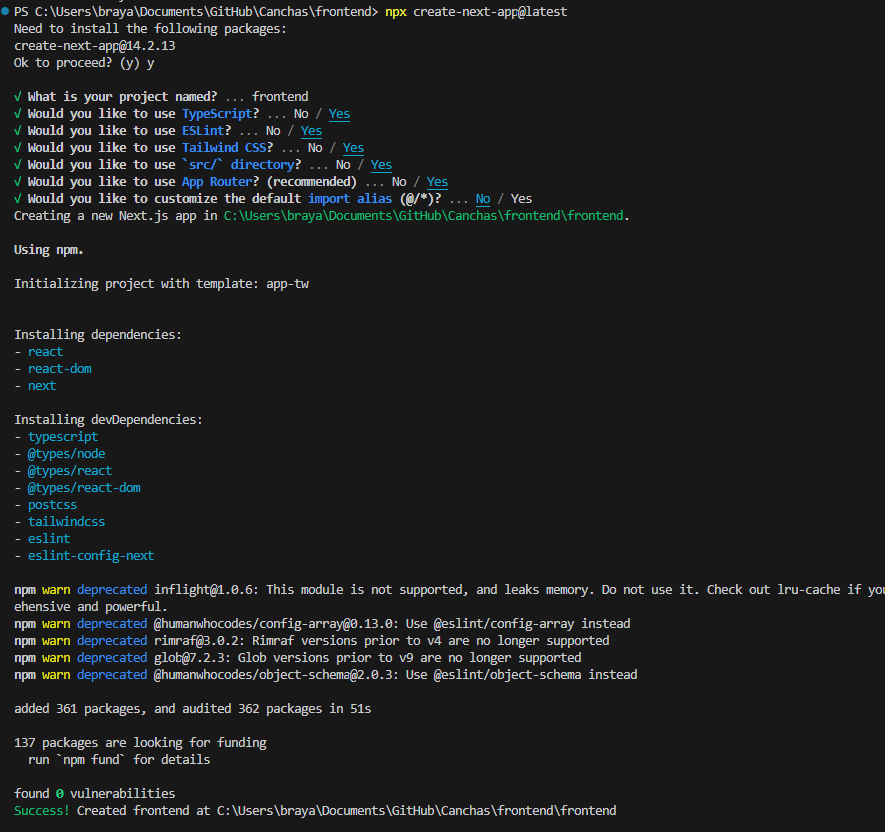 PS C:\Users\braya\Documents\GitHub\Canchas\frontend> npx create-next-app@latest
Need to install the following packages:
create-next-app@14.2.13
Ok to proceed? (y) y
√ What is your project named? ... frontend
√ Would you like to use TypeScript? ... No / Yes
√ Would you like to use ESLint? ... No / Yes
√ Would you like to use Tailwind CSS? ... No / Yes
√ Would you like to use `src/` directory? ... No / Yes
√ Would you like to use App Router? (recommended) ... No / Yes
√ Would you like to customize the default import alias (@/*)? ... No / Yes
Creating a new Next.js app in C:\Users\braya\Documents\GitHub\Canchas\frontend\frontend.
Using npm.
Initializing project with template: app-tw
Installing dependencies:
- react
- react-dom
- next
Installing devDependencies:
- typescript
- @types/node
- @types/react
- @types/react-dom
- postcss
- tailwindcss
- eslint
- eslint-config-next
npm warn deprecated inflight@1.0.6: This module is not supported, and leaks memory. Do not use it. Check out lru-cache if you
ehensive and powerful.
npm warn deprecated @humanwhocodes/config-array@0.13.0: Use @eslint/config-array instead
npm warn deprecated rimraf@3.0.2: Rimraf versions prior to v4 are no longer supported
npm warn deprecated glob@7.2.3: Glob versions prior to v9 are no longer supported
npm warn deprecated @humanwhocodes/object-schema@2.0.3: Use @eslint/object-schema instead
added 361 packages, and audited 362 packages in 51s
137 packages are looking for funding
run `npm fund` for details
found 0 vulnerabilities
Success! Created frontend at C:\Users\braya\Documents\GitHub\Canchas\frontend\frontend